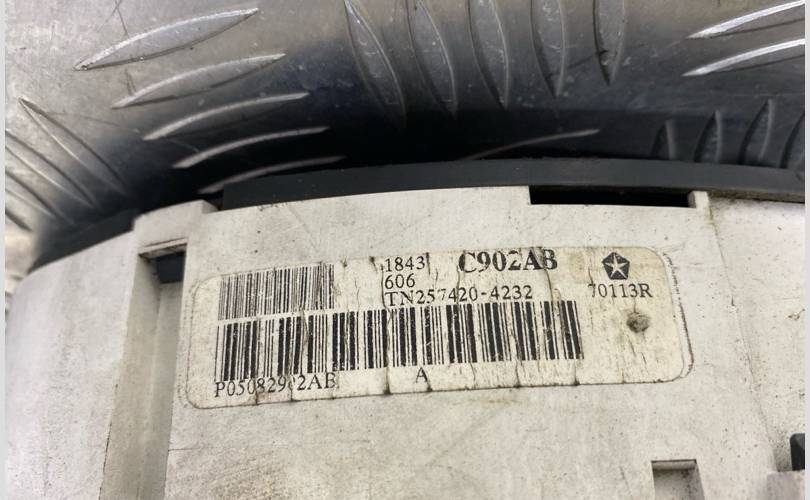 1843 C902AB
606
TN257420-4232 70113R
P05082902AB A